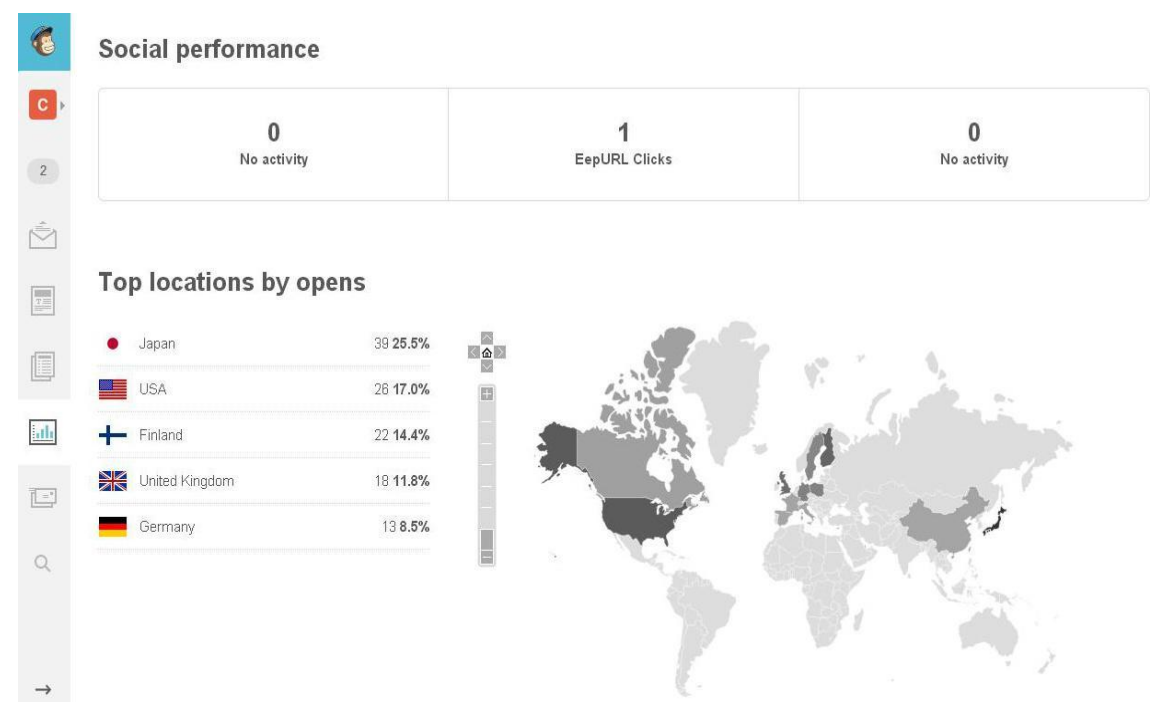 Social performance
C
0
No activity
1
EepURL Clicks
0
No activity
2
Top locations by opens
Japan 39 25.5%
USA 26 17.0%
Finland 22 14.4%
United Kingdom 18 11.8%
Germany 13 8.5%